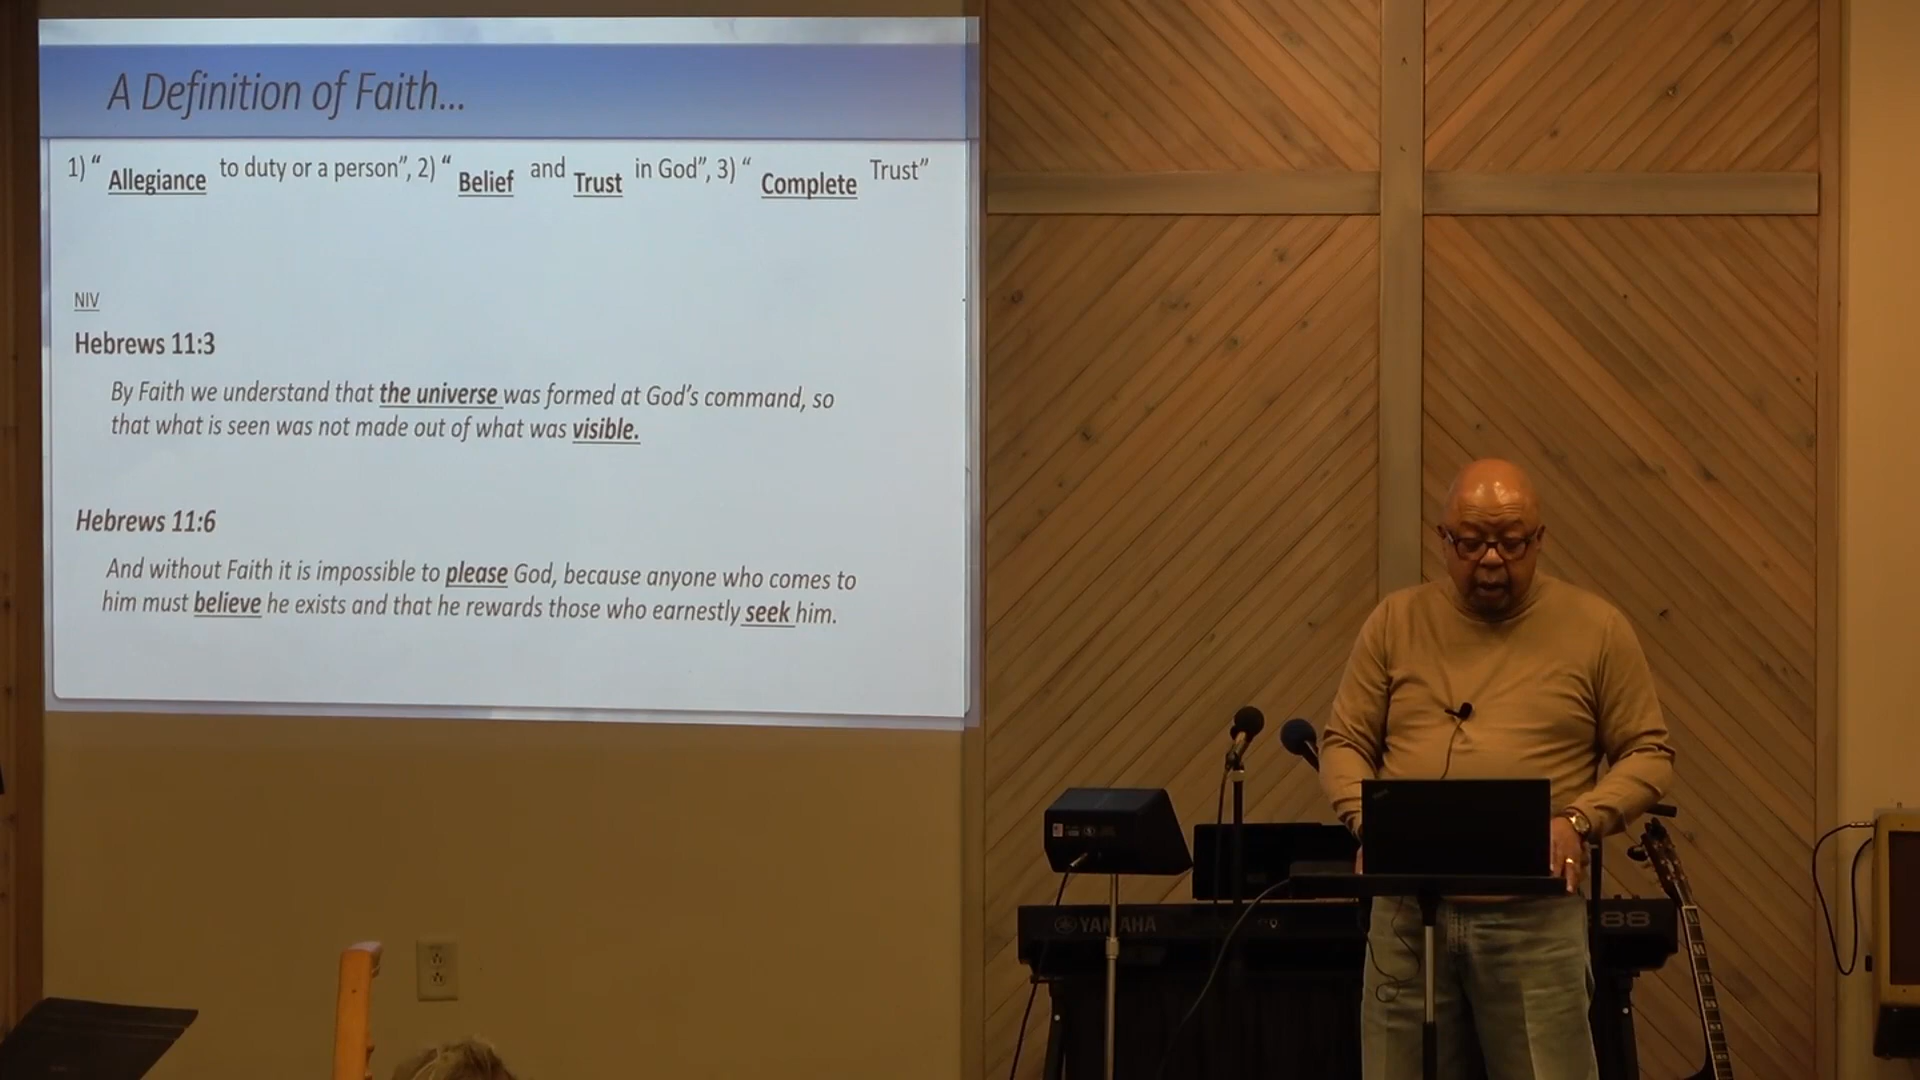 A Definition of Faith...
1) “ Allegiance to duty or a person”, 2) “ Belief and Trust in God”, 3) “ Complete Trust”
NIV
Hebrews 11:3
By Faith we understand that the universe was formed at God’s command, so
that what is seen was not made out of what was visible.
Hebrews 11:6
And without Faith it is impossible to please God, because anyone who comes to
him must believe he exists and that he rewards those who earnestly seek him.
YAMAHA
88